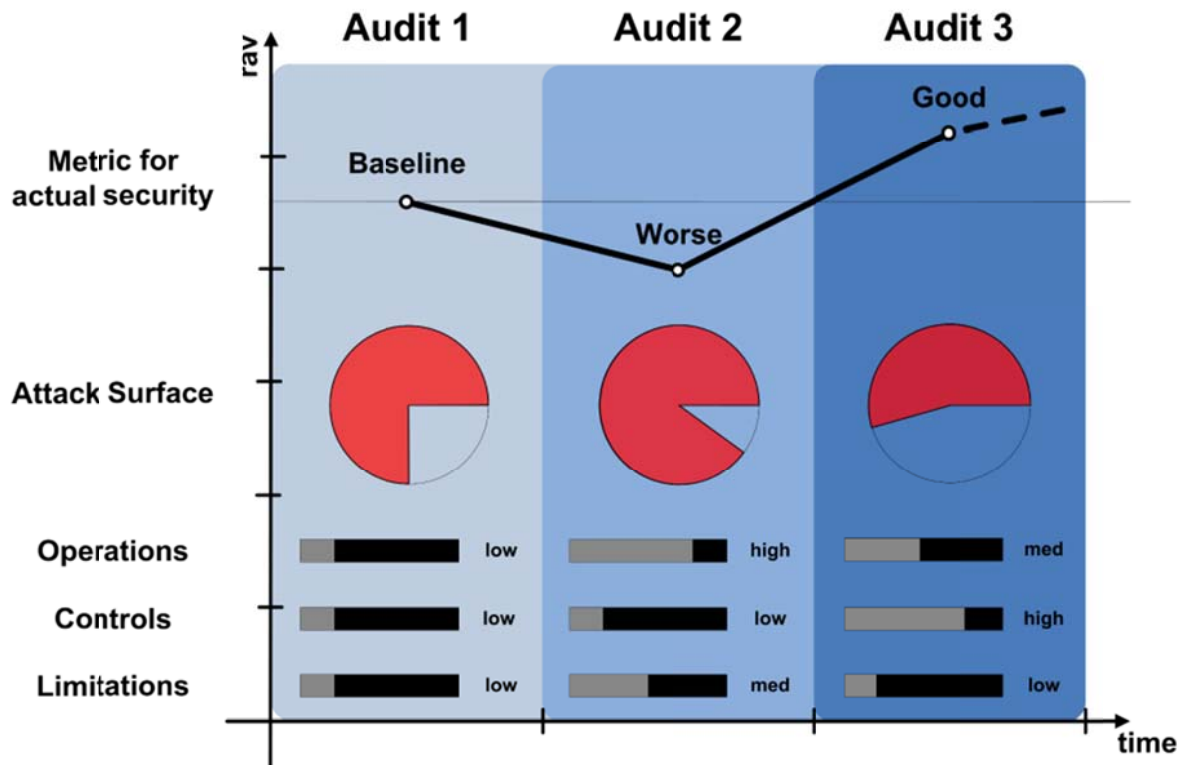 Audit 1 Audit 2 Audit 3
rav
Good
Metric for
actual security
Baseline
Worse
Attack Surface
Operations low high med
Controls low low high
Limitations low med low
time